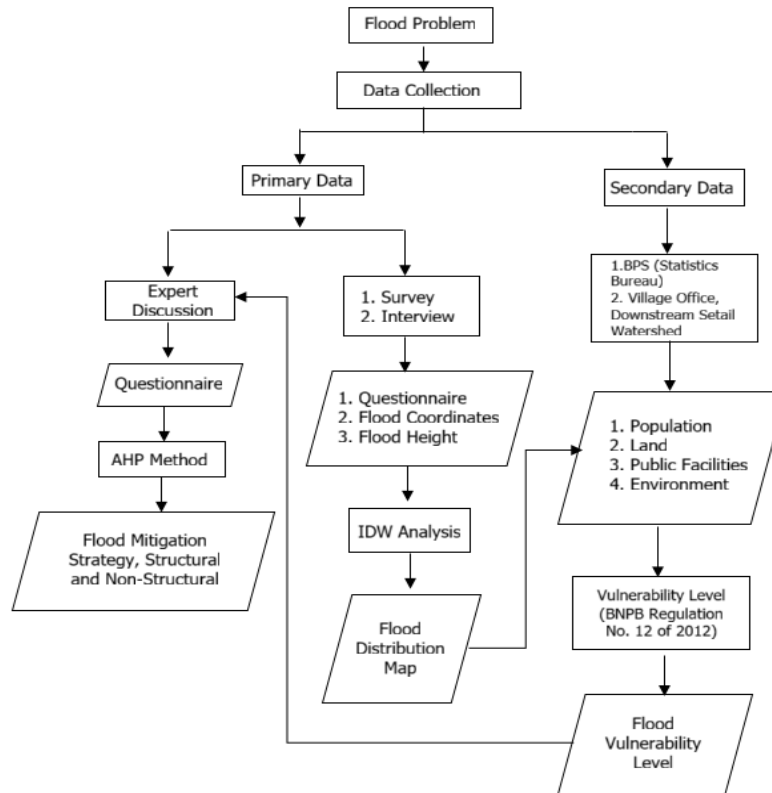 Flood Problem
Data Collection
Primary Data
Secondary Data
Expert
Discussion
1. Survey
2. Interview
1.BPS (Statistics
Bureau)
2. Village Office,
Downstream Setail
Watershed
Questionnaire
1. Questionnaire
2. Flood Coordinates
3. Flood Height
1. Population
2. Land
3. Public Facilities
4. Environment
AHP Method
IDW Analysis
Flood Mitigation
Strategy, Structural
and Non-Structural
Vulnerability Level
(BNPB Regulation
No. 12 of 2012)
Flood
Distribution
Map
Flood
Vulnerability
Level